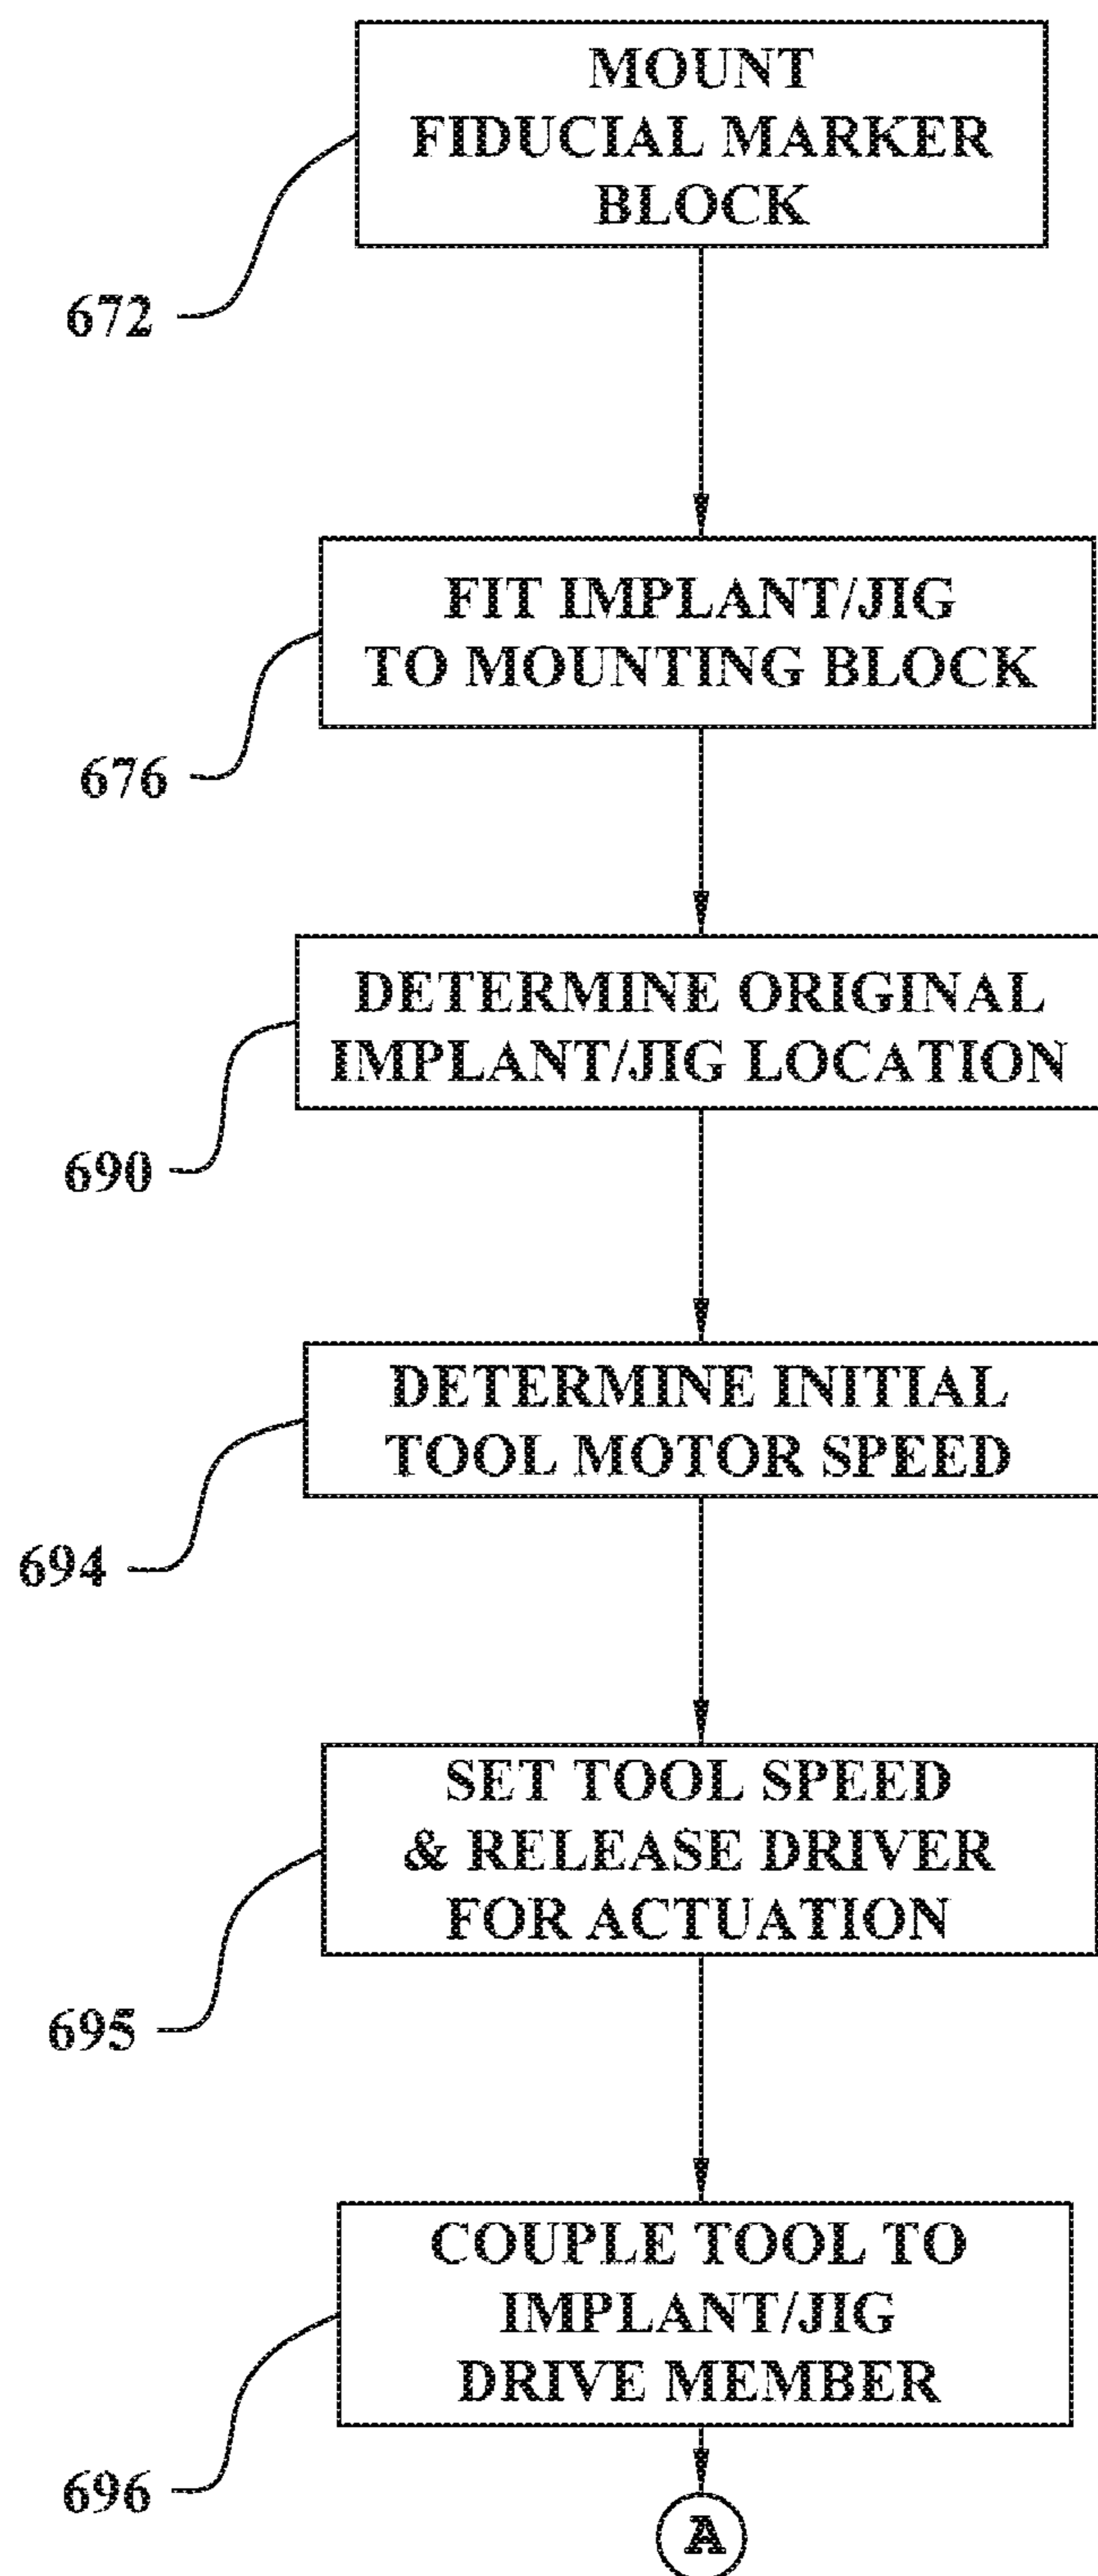 MOUNT
FIDUCIAL MARKER
BLOCK
672
FIT IMPLANT/JIG
TO MOUNTING BLOCK
676
DETERMINE ORIGINAL
IMPLANT/JIG LOCATION
690
DETERMINE INITIAL
TOOL MOTOR SPEED
694
SET TOOL SPEED
& RELEASE DRIVER
FOR ACTUATION
695
COUPLE TOOL TO
IMPLANT/JIG
DRIVE MEMBER
696
A